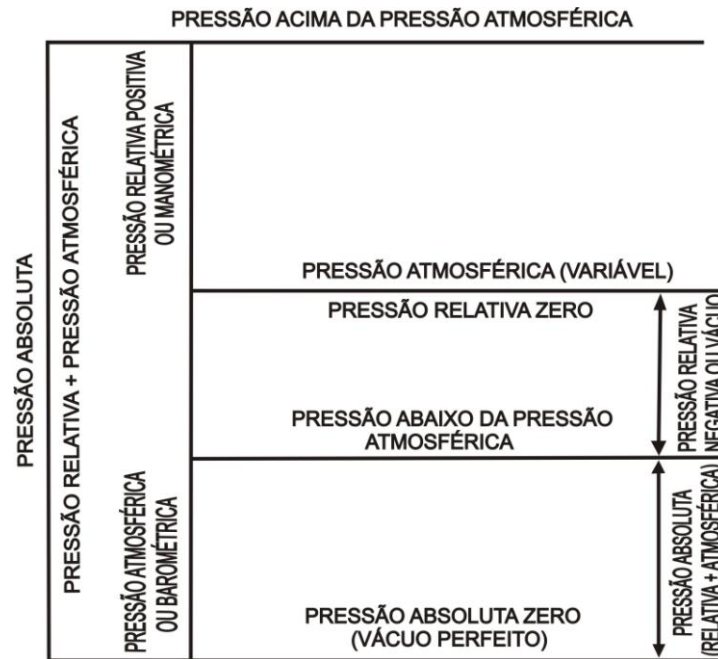 PRESSÃO ACIMA DA PRESSÃO ATMOSFÉRICA
PRESSÃO ABSOLUTA
PRESSÃO RELATIVA + PRESSÃO ATMOSFÉRICA
PRESSÃO RELATIVA POSITIVA
OU MANOMÉTRICA
PRESSÃO ATMOSFÉRICA (VARIÁVEL)
PRESSÃO RELATIVA ZERO
PRESSÃO RELATIVA
NEGATIVA OU VÁCUO
PRESSÃO ABAIXO DA PRESSÃO
ATMOSFÉRICA
PRESSÃO ATMOSFÉRICA
OU BAROMÉTRICA
PRESSÃO ABSOLUTA
(RELATIVA + ATMOSFÉRICA)
PRESSÃO ABSOLUTA ZERO
(VÁCUO PERFEITO)